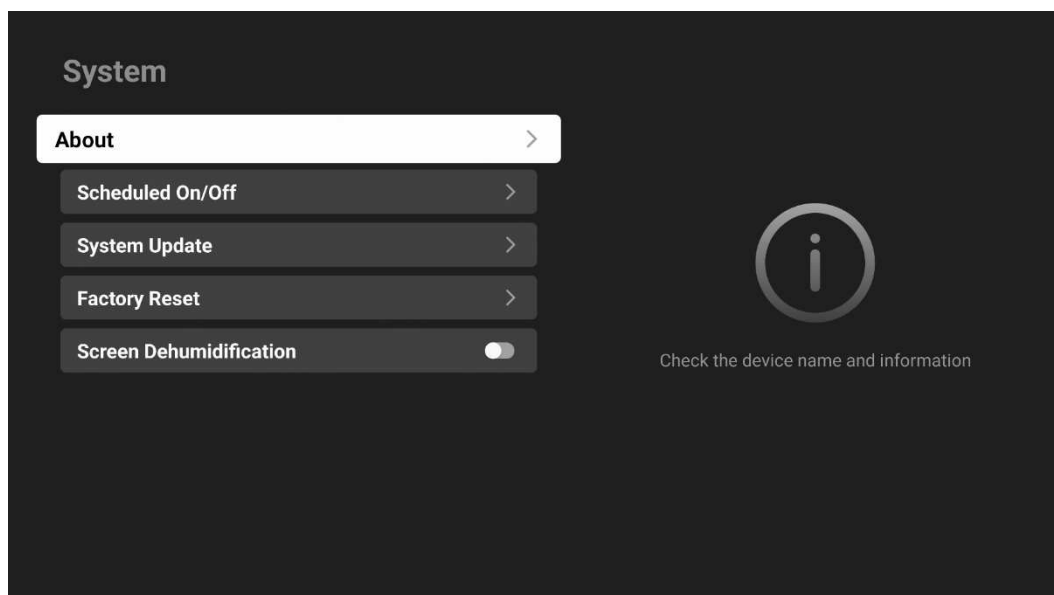 System
About
Scheduled On/Off
System Update
Factory Reset
Screen Dehumidification
Check the device name and information